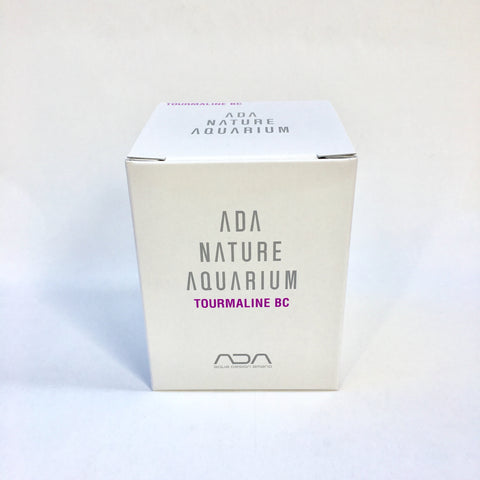 TOURMALINE BC
ADA
NATURE
AQUARIUM
ADA
NATURE
AQUARIUM
TOURMALINE BC
ADA
aqua design amano